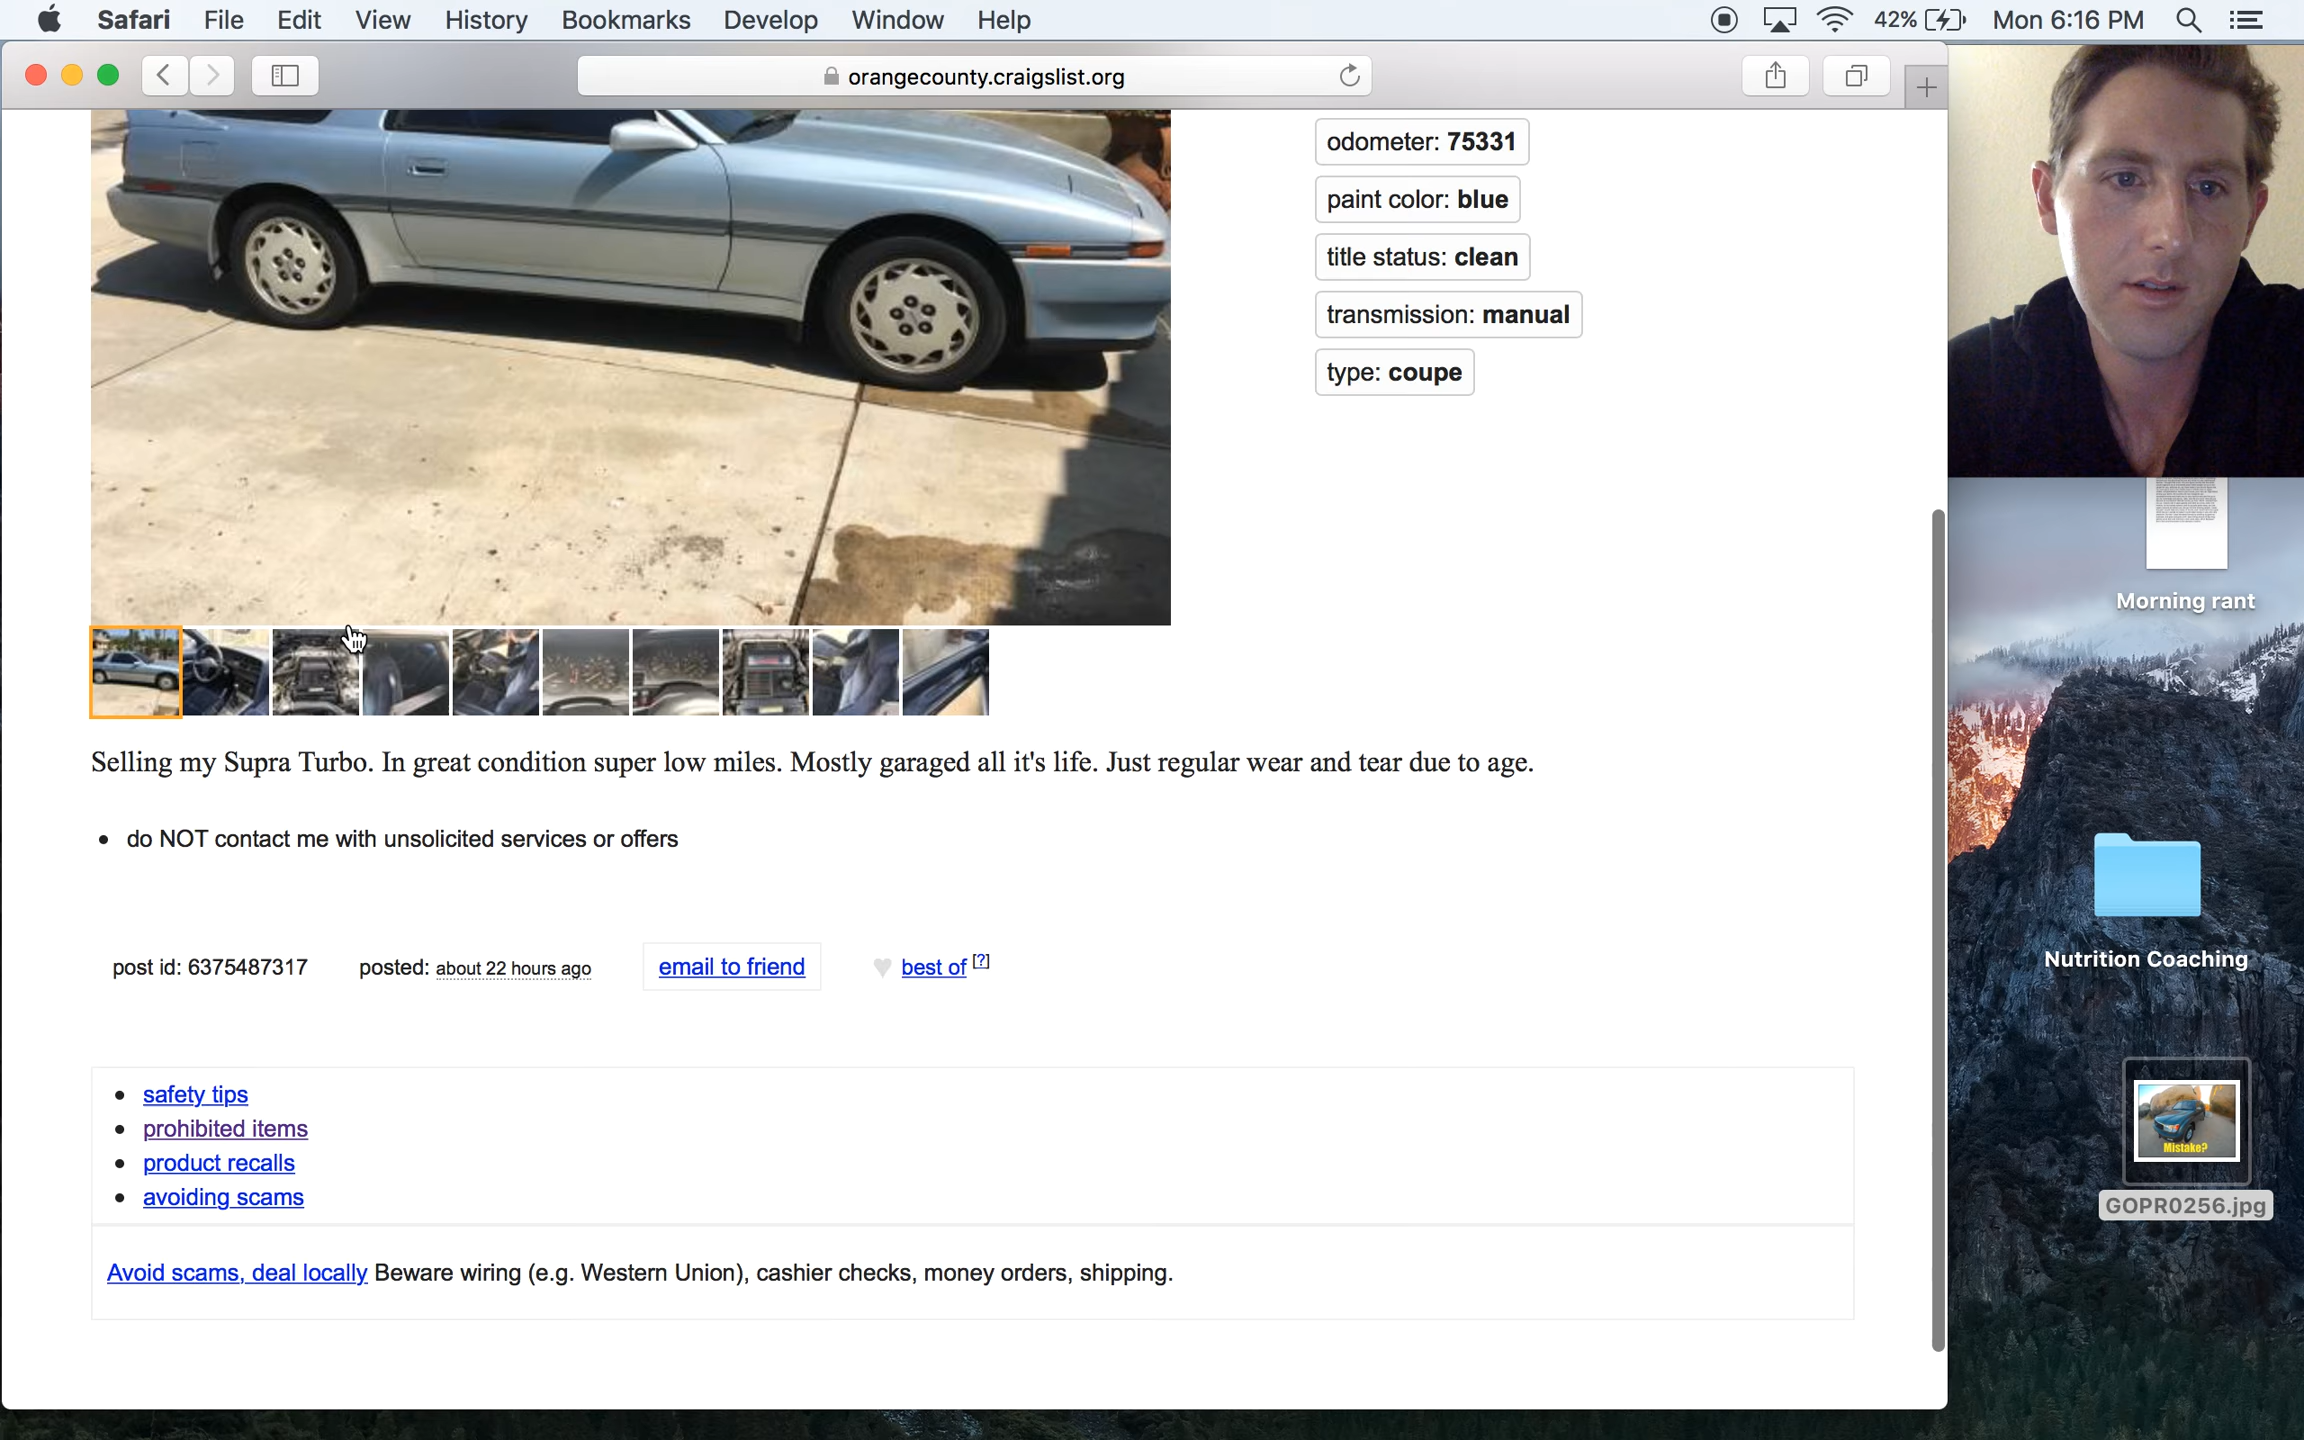 Safari File Edit View History Bookmarks Develop Window Help 42% Mon 6:16 PM
orangecounty.craigslist.org
odometer: 75331
paint color: blue
title status: clean
transmission: manual
type: coupe
Selling my Supra Turbo. In great condition super low miles. Mostly garaged all it's life. Just regular wear and tear due to age.
do NOT contact me with unsolicited services or offers
post id: 6375487317 posted: about 22 hours ago email to friend best of [?]
safety tips
prohibited items
product recalls
avoiding scams
Avoid scams, deal locally Beware wiring (e.g. Western Union), cashier checks, money orders, shipping.
Morning rant
Nutrition Coaching
Mistake?
GOPR0256.jpg